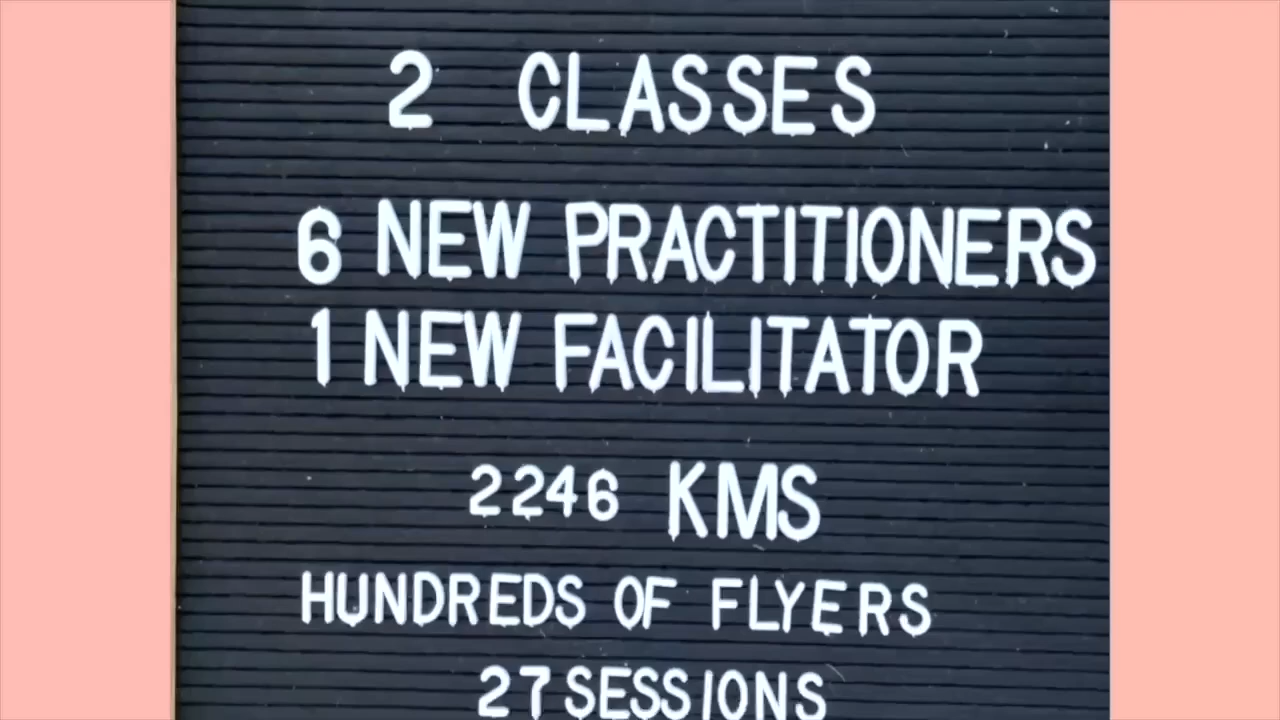 2 CLASSES
6 NEW PRACTITIONERS
1 NEW FACILITATOR
2246 KMS
HUNDREDS OF FLYERS
27 SESSIONS